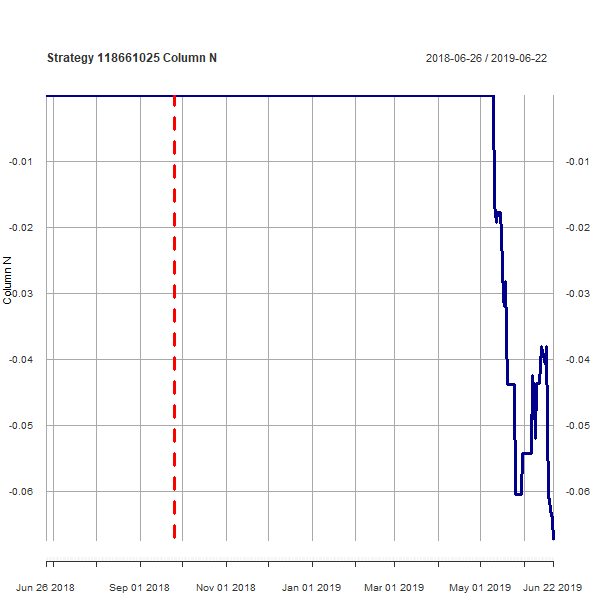 Strategy 118661025 Column N
2018-06-26 / 2019-06-22
Column N
-0.01
-0.01
-0.02
-0.02
-0.03
-0.03
-0.04
-0.04
-0.05
-0.05
-0.06
-0.06
Jun 26 2018
Sep 01 2018
Nov 01 2018
Jan 01 2019
Mar 01 2019
May 01 2019
Jun 22 2019